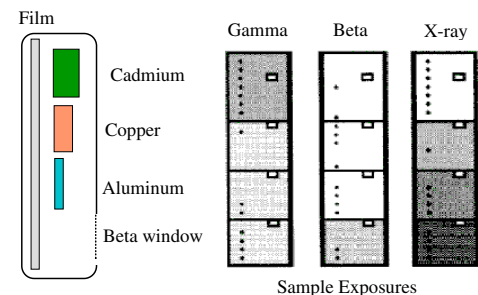 Film
Gamma
Beta
X-ray
Cadmium
Copper
Aluminum
Beta window
Sample Exposures